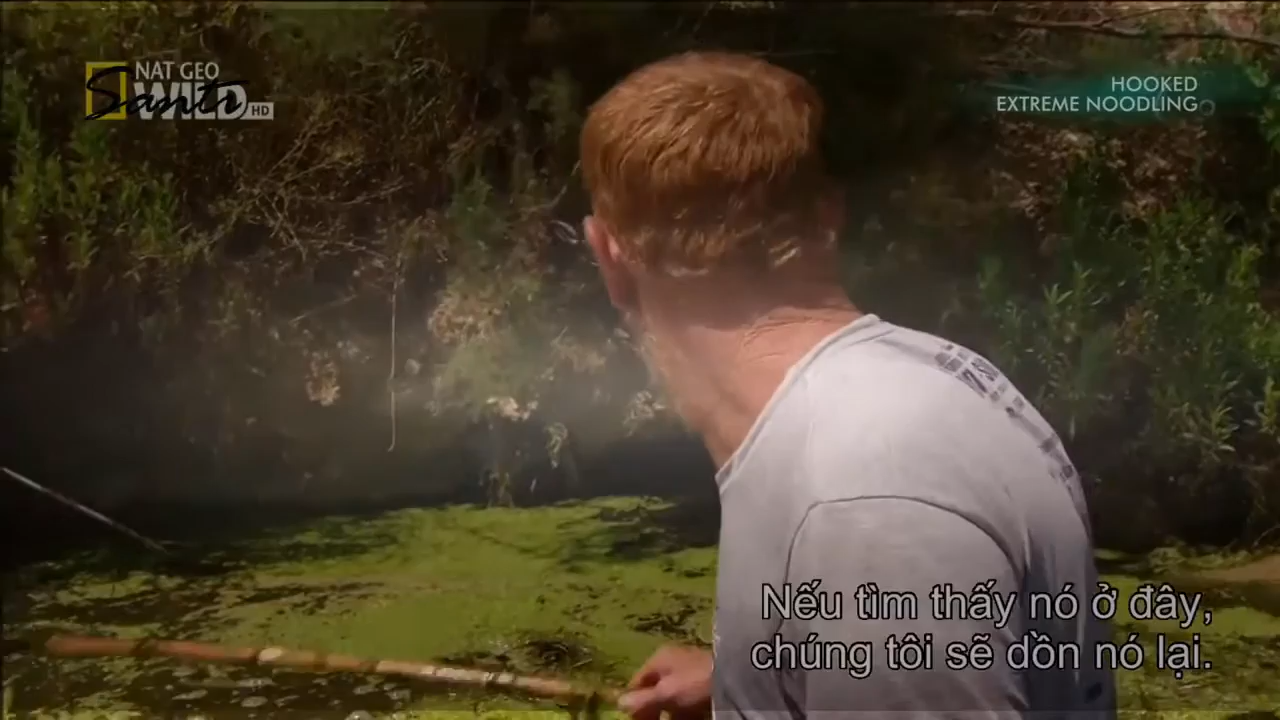 NAT GEO
WILD HD
Santi
HOOKED
EXTREME NOODLING
Nếu tìm thấy nó ở đây,
chúng tôi sẽ dồn nó lại.